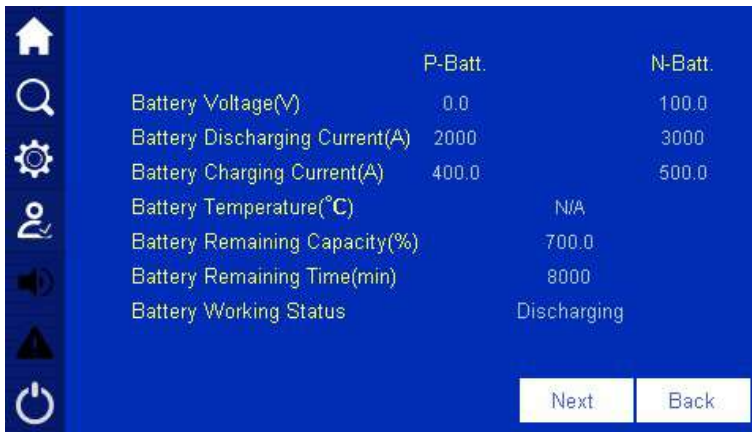 P-Batt. N-Batt.
Battery Voltage(V) 0.0 100.0
Battery Discharging Current(A) 2000 3000
Battery Charging Current(A) 400.0 500.0
Battery Temperature(°C) N/A
Battery Remaining Capacity(%) 700.0
Battery Remaining Time(min) 8000
Battery Working Status Discharging
Next Back